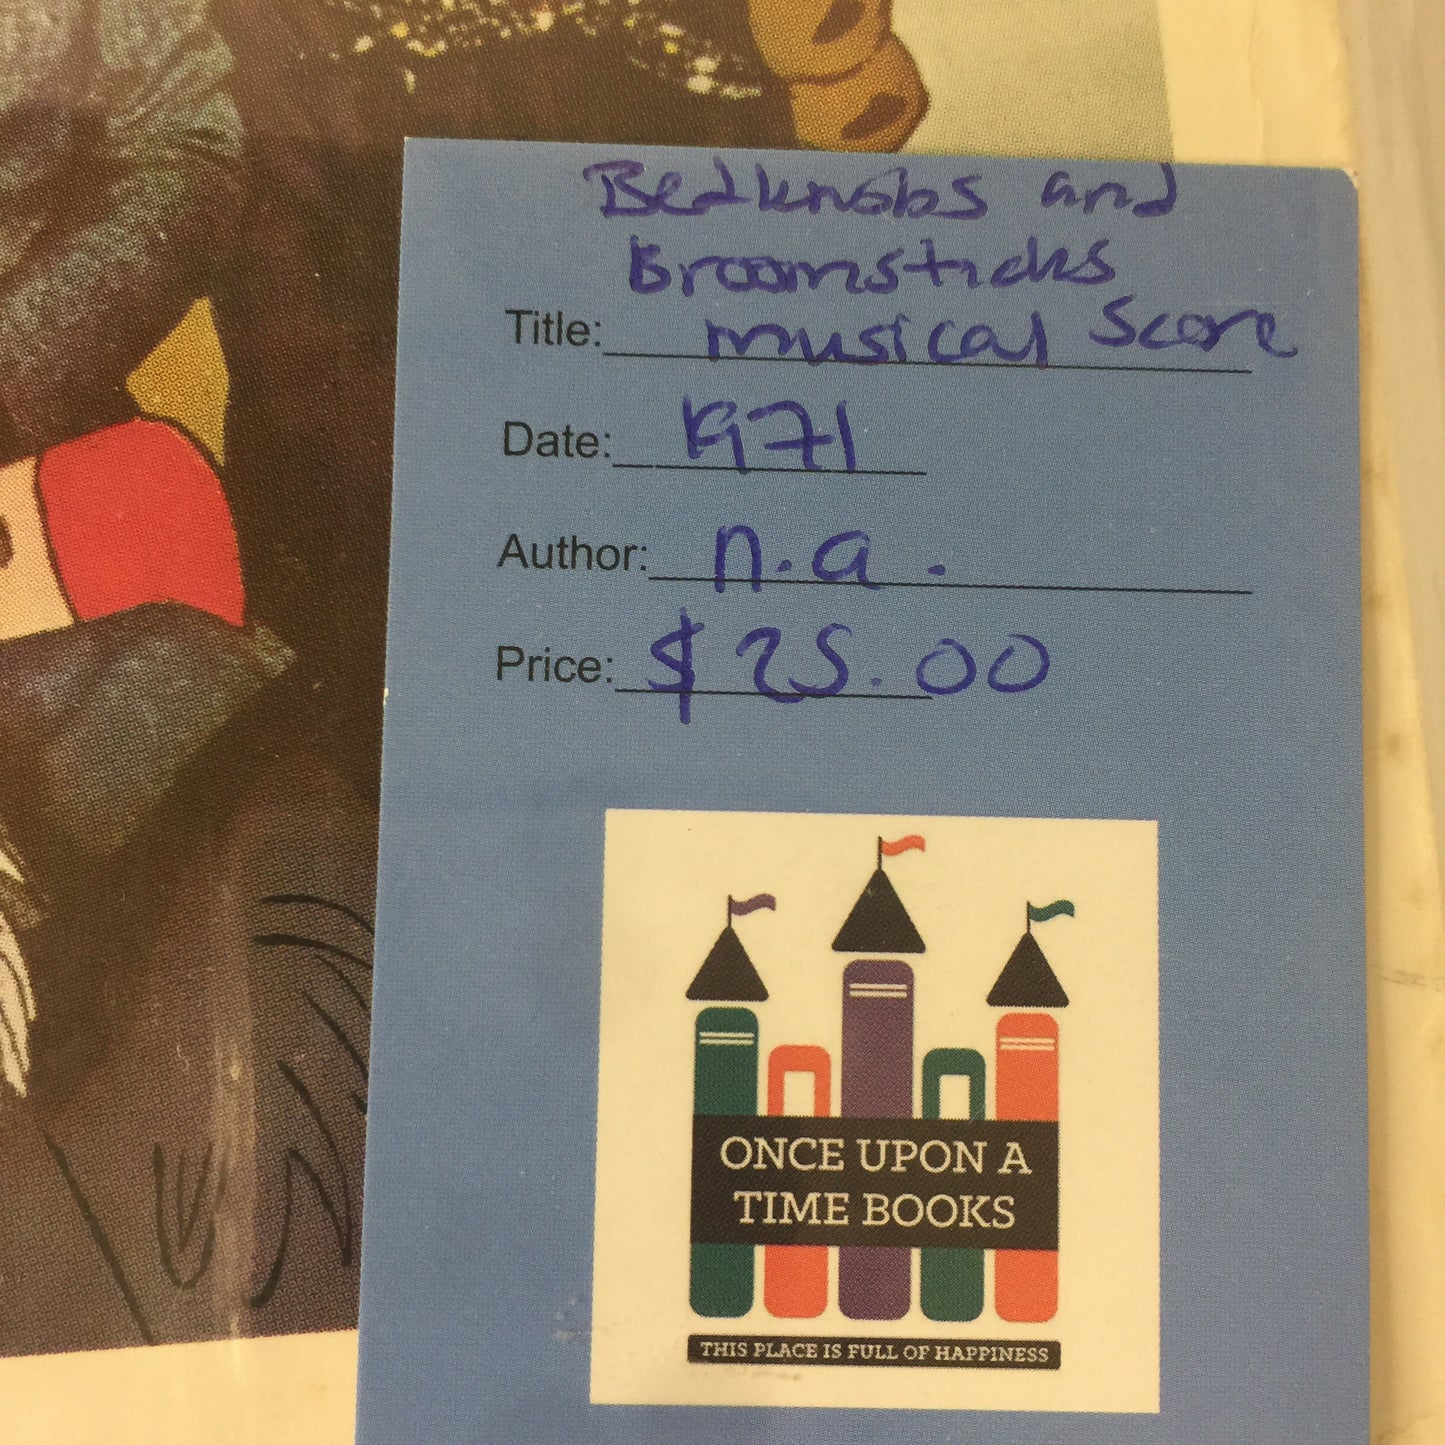 Bedknobs and
Broomsticks
Title: musical Score
Date: 1971
Author: n.a.
Price: $25.00
ONCE UPON A
TIME BOOKS
THIS PLACE IS FULL OF HAPPINESS